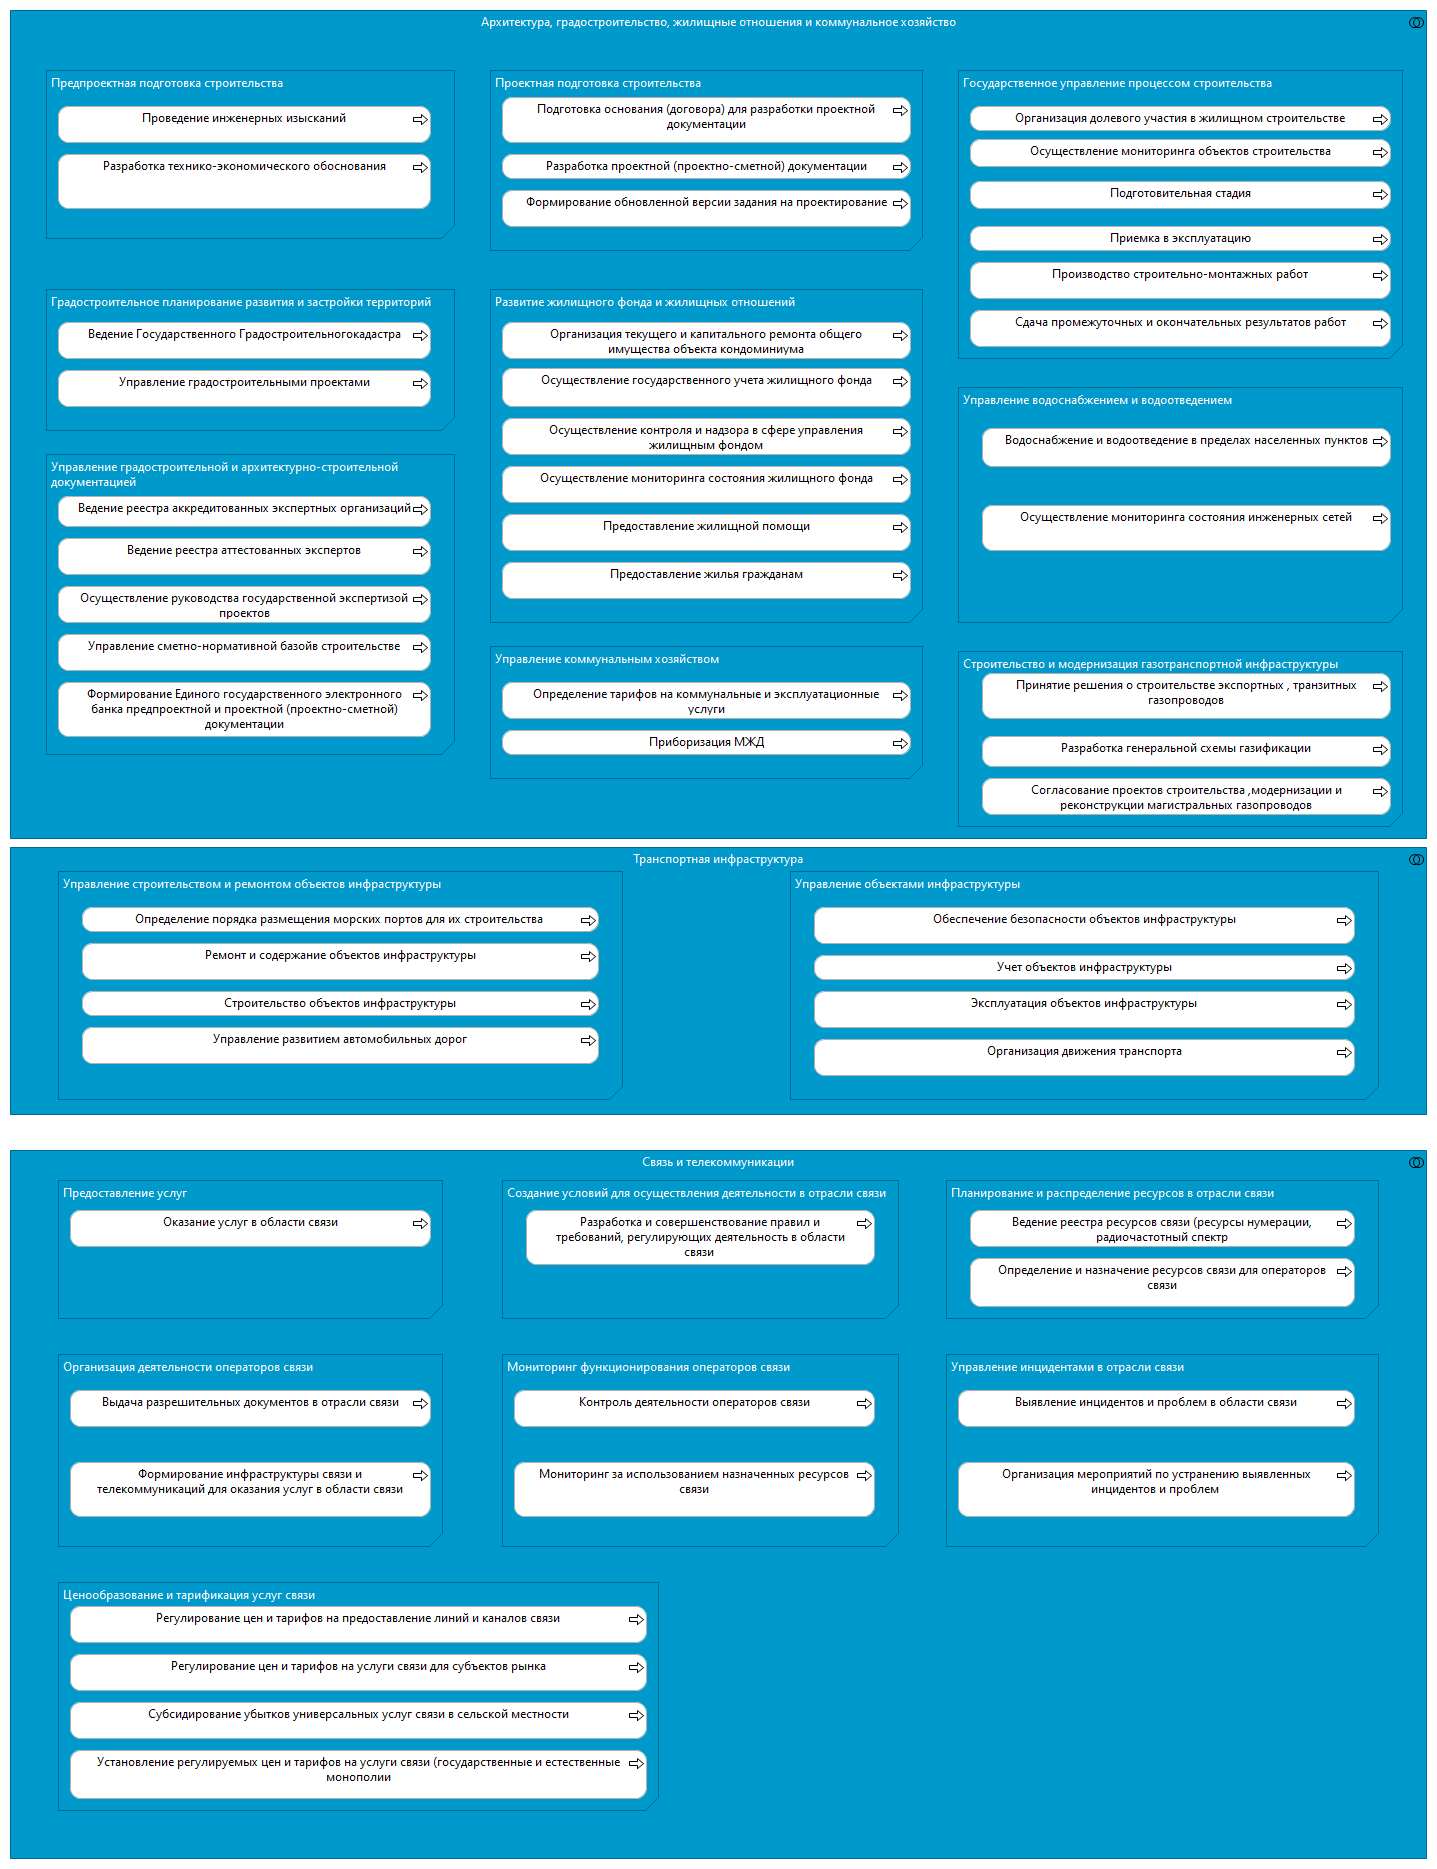 Архитектура, градостроительство, жилищные отношения и коммунальное хозяйство
Предпроектная подготовка строительства
Проведение инженерных изысканий
Разработка технико-экономического обоснования
Проектная подготовка строительства
Подготовка основания (договора) для разработки проектной
документации
Разработка проектной (проектно-сметной) документации
Формирование обновленной версии задания на проектирование
Государственное управление процессом строительства
Организация долевого участия в жилищном строительстве
Осуществление мониторинга объектов строительства
Подготовительная стадия
Приемка в эксплуатацию
Производство строительно-монтажных работ
Сдача промежуточных и окончательных результатов работ
Градостроительное планирование развития и застройки территорий
Ведение Государственного Градостроительногокадастра
Управление градостроительными проектами
Развитие жилищного фонда и жилищных отношений
Организация текущего и капитального ремонта общего
имущества объекта кондоминиума
Осуществление государственного учета жилищного фонда
Осуществление контроля и надзора в сфере управления
жилищным фондом
Осуществление мониторинга состояния жилищного фонда
Предоставление жилищной помощи
Предоставление жилья гражданам
Управление водоснабжением и водоотведением
Водоснабжение и водоотведение в пределах населенных пунктов
Осуществление мониторинга состояния инженерных сетей
Управление градостроительной и архитектурно-строительной
документацией
Ведение реестра аккредитованных экспертных организаций
Ведение реестра аттестованных экспертов
Осуществление руководства государственной экспертизой
проектов
Управление сметно-нормативной базойв строительстве
Формирование Единого государственного электронного
банка предпроектной и проектной (проектно-сметной)
документации
Управление коммунальным хозяйством
Определение тарифов на коммунальные и эксплуатационные
услуги
Приборизация МЖД
Строительство и модернизация газотранспортной инфраструктуры
Принятие решения о строительстве экспортных , транзитных
газопроводов
Разработка генеральной схемы газификации
Согласование проектов строительства ,модернизации и
реконструкции магистральных газопроводов
Транспортная инфраструктура
Управление строительством и ремонтом объектов инфраструктуры
Определение порядка размещения морских портов для их строительства
Ремонт и содержание объектов инфраструктуры
Строительство объектов инфраструктуры
Управление развитием автомобильных дорог
Управление объектами инфраструктуры
Обеспечение безопасности объектов инфраструктуры
Учет объектов инфраструктуры
Эксплуатация объектов инфраструктуры
Организация движения транспорта
Связь и телекоммуникации
Предоставление услуг
Оказание услуг в области связи
Создание условий для осуществления деятельности в отрасли связи
Разработка и совершенствование правил и
требований, регулирующих деятельность в области
связи
Планирование и распределение ресурсов в отрасли связи
Ведение реестра ресурсов связи (ресурсы нумерации,
радиочастотный спектр
Определение и назначение ресурсов связи для операторов
связи
Организация деятельности операторов связи
Выдача разрешительных документов в отрасли связи
Формирование инфраструктуры связи и
телекоммуникаций для оказания услуг в области связи
Мониторинг функционирования операторов связи
Контроль деятельности операторов связи
Мониторинг за использованием назначенных ресурсов
связи
Управление инцидентами в отрасли связи
Выявление инцидентов и проблем в области связи
Организация мероприятий по устранению выявленных
инцидентов и проблем
Ценообразование и тарификация услуг связи
Регулирование цен и тарифов на предоставление линий и каналов связи
Регулирование цен и тарифов на услуги связи для субъектов рынка
Субсидирование убытков универсальных услуг связи в сельской местности
Установление регулируемых цен и тарифов на услуги связи (государственные и естественные
монополии